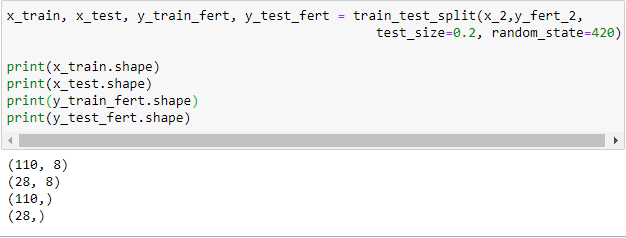 x_train, x_test, y_train_fert, y_test_fert = train_test_split(x_2,y_fert_2,
test_size=0.2, random_state=420)
print(x_train.shape)
print(x_test.shape)
print(y_train_fert.shape)
print(y_test_fert.shape)
(110, 8)
(28, 8)
(110,)
(28,)